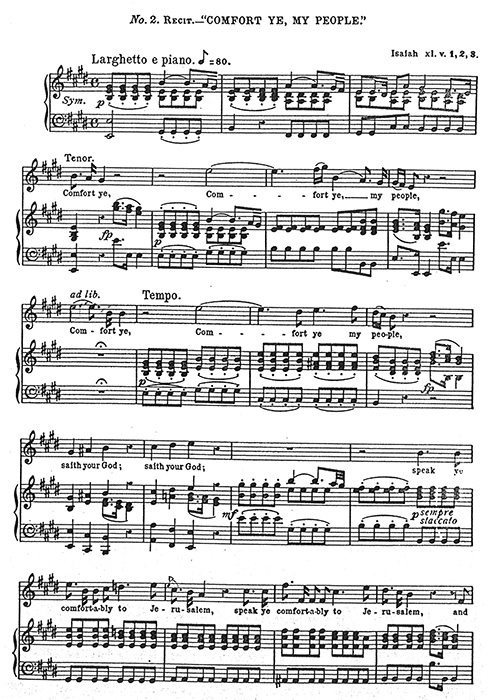 No. 2. RECIT.—"COMFORT YE, MY PEOPLE."
Larghetto e piano. ♪=80. Isaiah xl. v. 1, 2, 3.
Sym. p
Tenor.
Comfort ye, Com - - - fort ye, my people,
fp p
ad lib. Tempo.
Com - fort ye, Com - - - fort ye my peo-ple,
p fp
saith your God; saith your God; speak ye
mf p sempre
staccato
comfort-a-bly to Je-ru-salem, speak ye comfort-a-bly to Je-ru-salem, and